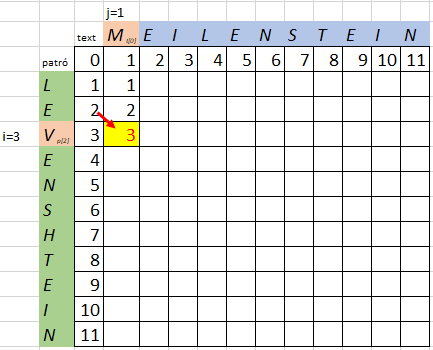 j=1
text M t[0] E I L E N S T E I N
patró 0 1 2 3 4 5 6 7 8 9 10 11
L 1 1
E 2 2
i=3 V p[2] 3 3
E 4
N 5
S 6
H 7
T 8
E 9
I 10
N 11